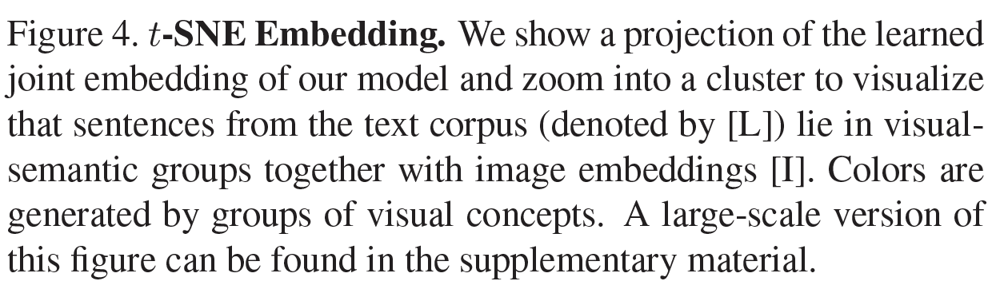 Figure 4. t-SNE Embedding. We show a projection of the learned
joint embedding of our model and zoom into a cluster to visualize
that sentences from the text corpus (denoted by [L]) lie in visual-
semantic groups together with image embeddings [I]. Colors are
generated by groups of visual concepts. A large-scale version of
this figure can be found in the supplementary material.